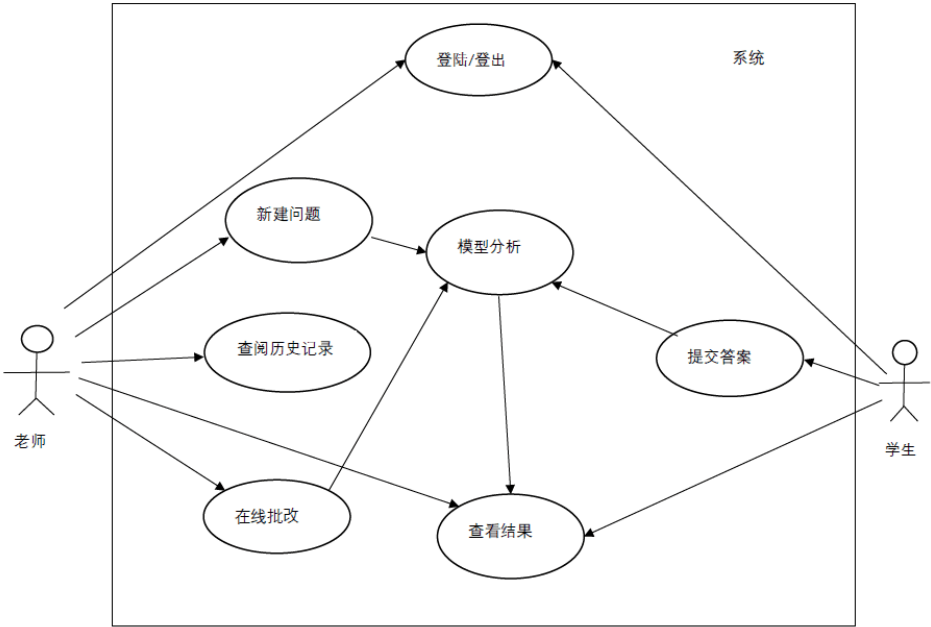 登陆/登出
系统
新建问题
模型分析
查阅历史记录
提交答案
老师
学生
在线批改
查看结果